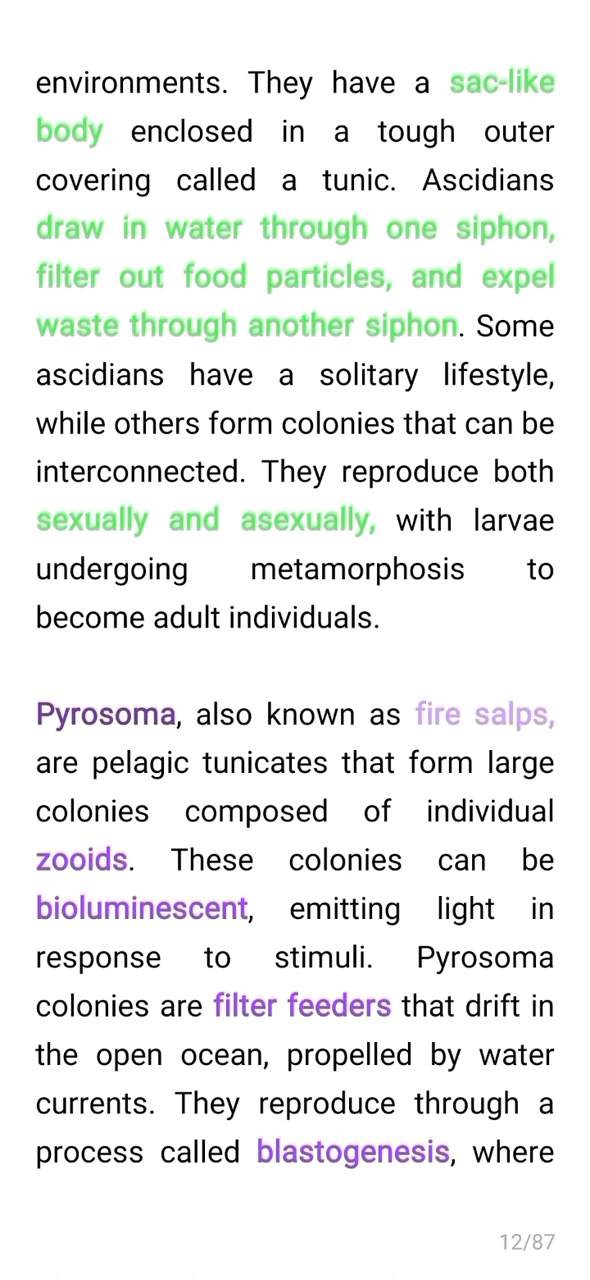 environments. They have a sac-like
body enclosed in a tough outer
covering called a tunic. Ascidians
draw in water through one siphon,
filter out food particles, and expel
waste through another siphon. Some
ascidians have a solitary lifestyle,
while others form colonies that can be
interconnected. They reproduce both
sexually and asexually, with larvae
undergoing metamorphosis to
become adult individuals.
Pyrosoma, also known as fire salps,
are pelagic tunicates that form large
colonies composed of individual
zooids. These colonies can be
bioluminescent, emitting light in
response to stimuli. Pyrosoma
colonies are filter feeders that drift in
the open ocean, propelled by water
currents. They reproduce through a
process called blastogenesis, where
12/87